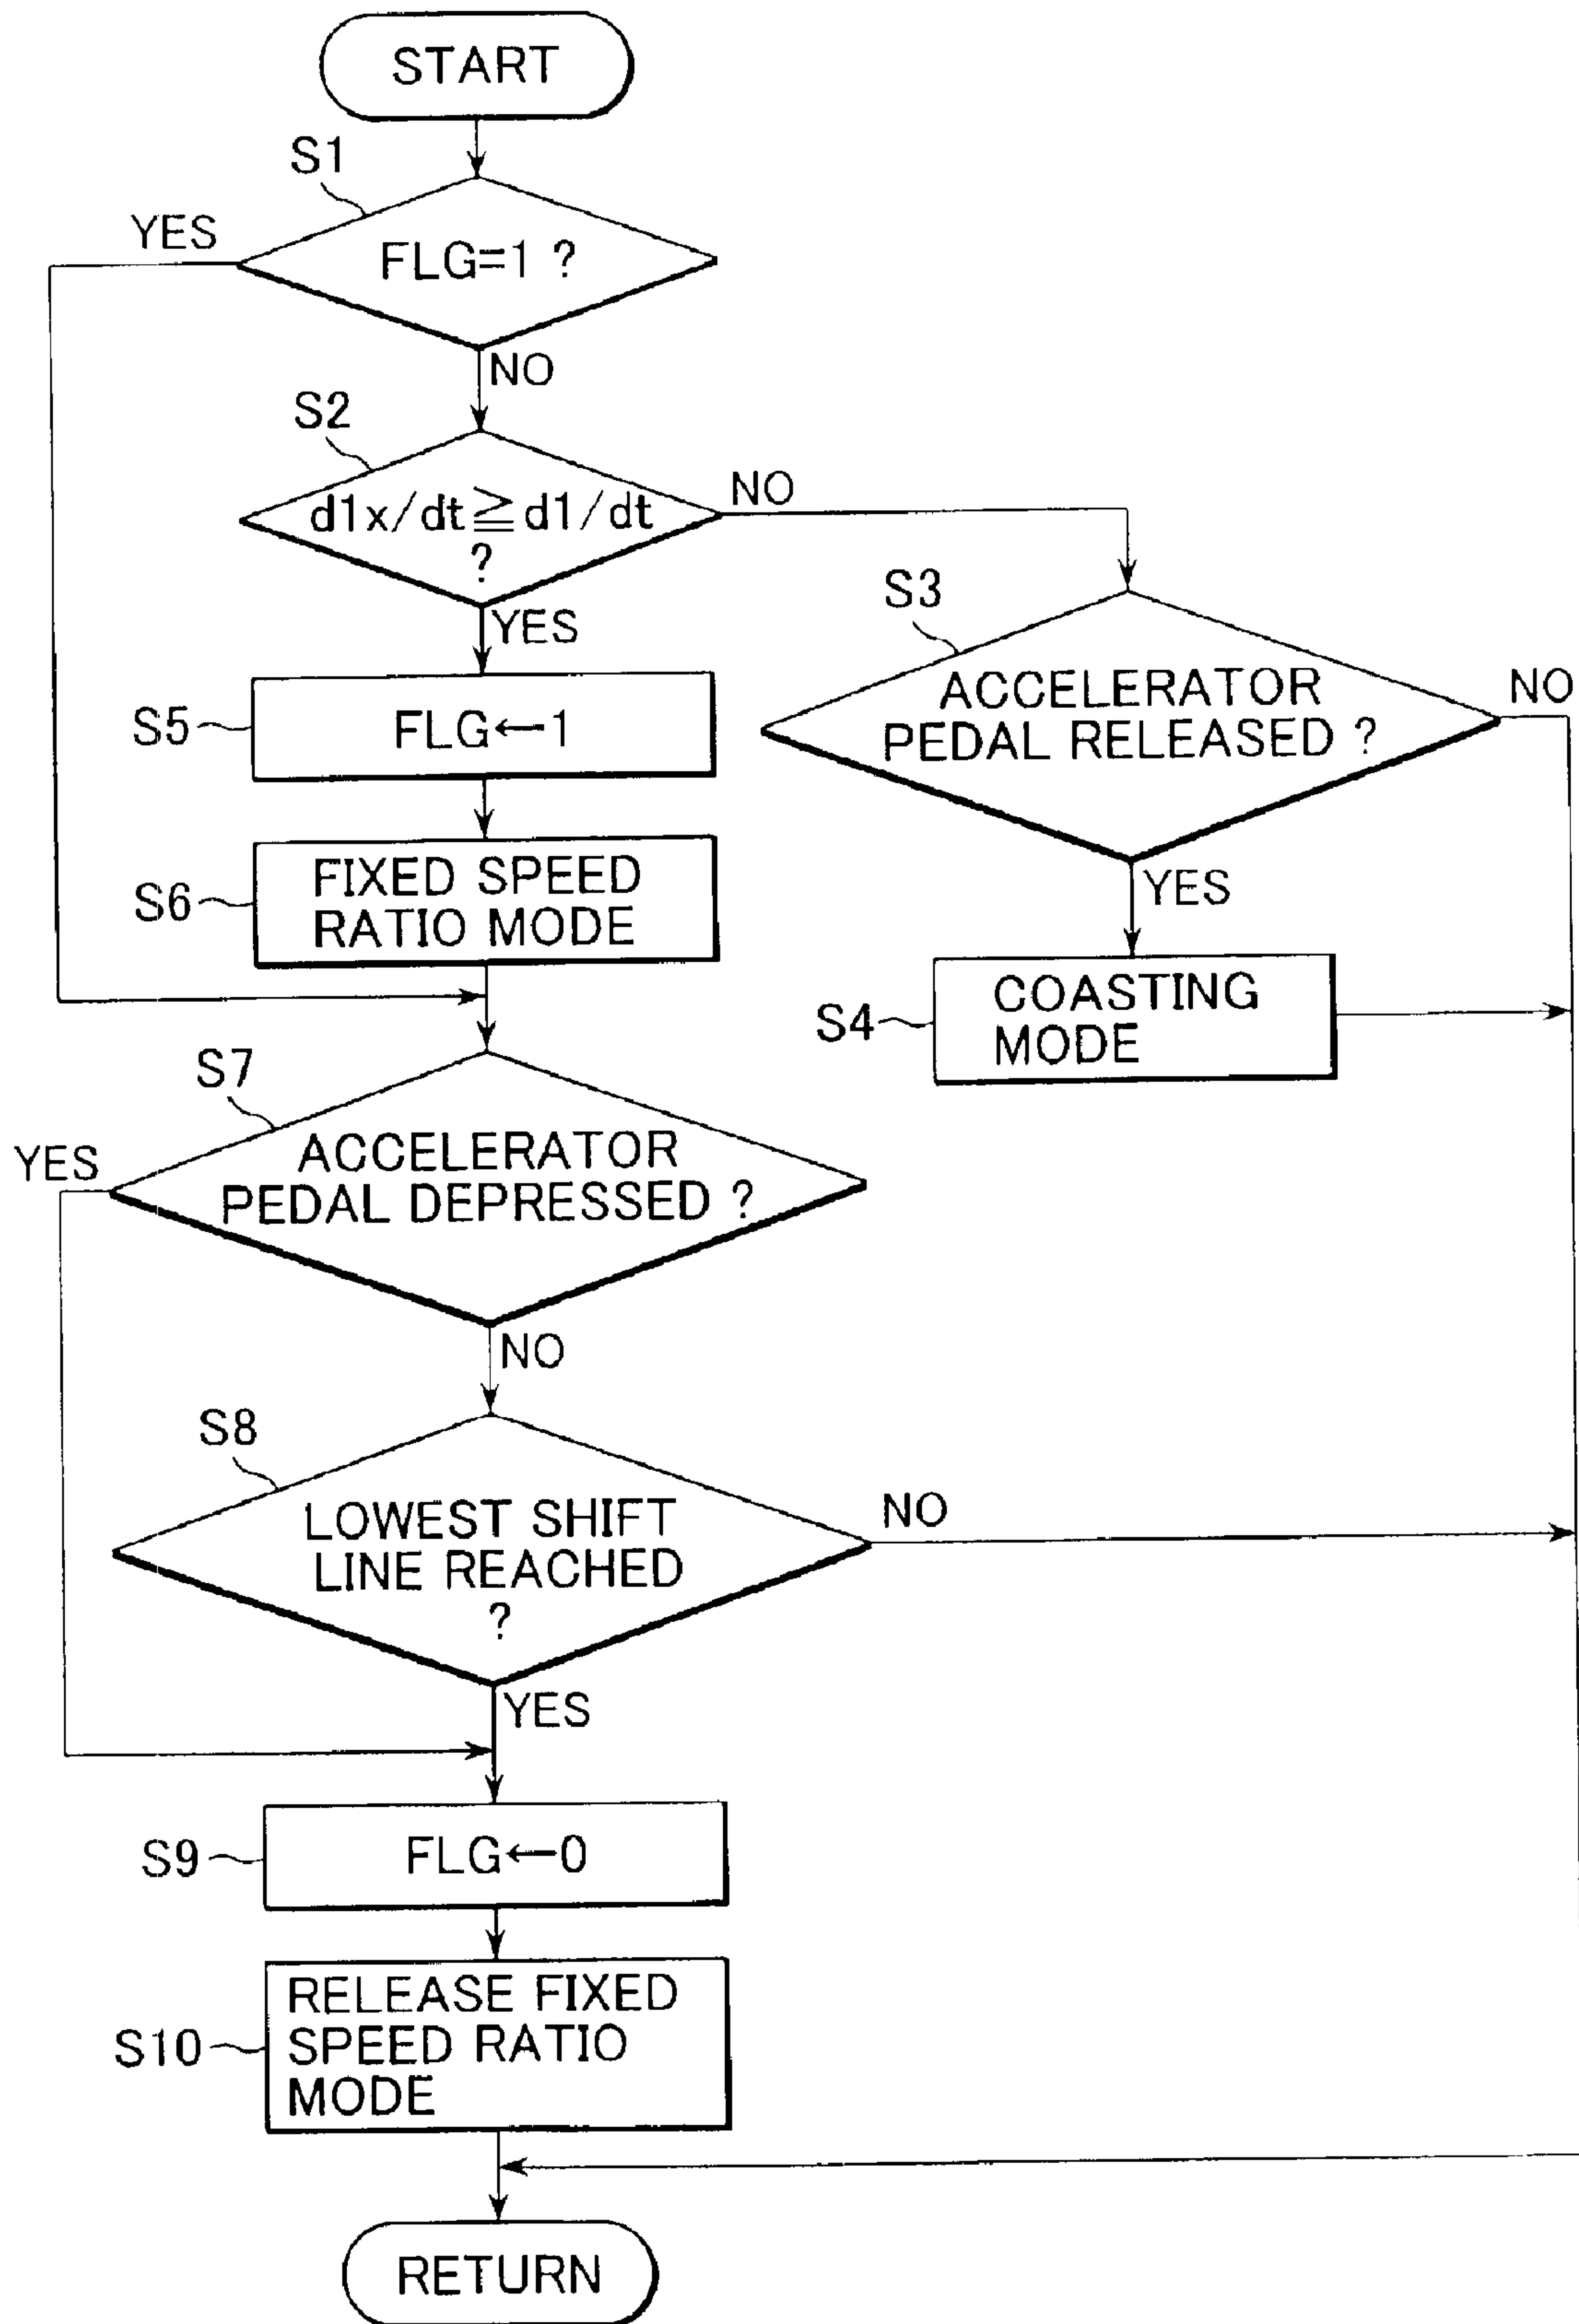 START
S1
YES
FLG=1 ?
NO
S2
d1x/dt≧d1/dt
?
NO
YES
S3
ACCELERATOR
PEDAL RELEASED ?
NO
YES
S5
FLG←1
S6
FIXED SPEED
RATIO MODE
S4
COASTING
MODE
S7
YES
ACCELERATOR
PEDAL DEPRESSED ?
NO
S8
LOWEST SHIFT
LINE REACHED
?
NO
YES
S9
FLG←0
S10
RELEASE FIXED
SPEED RATIO
MODE
RETURN